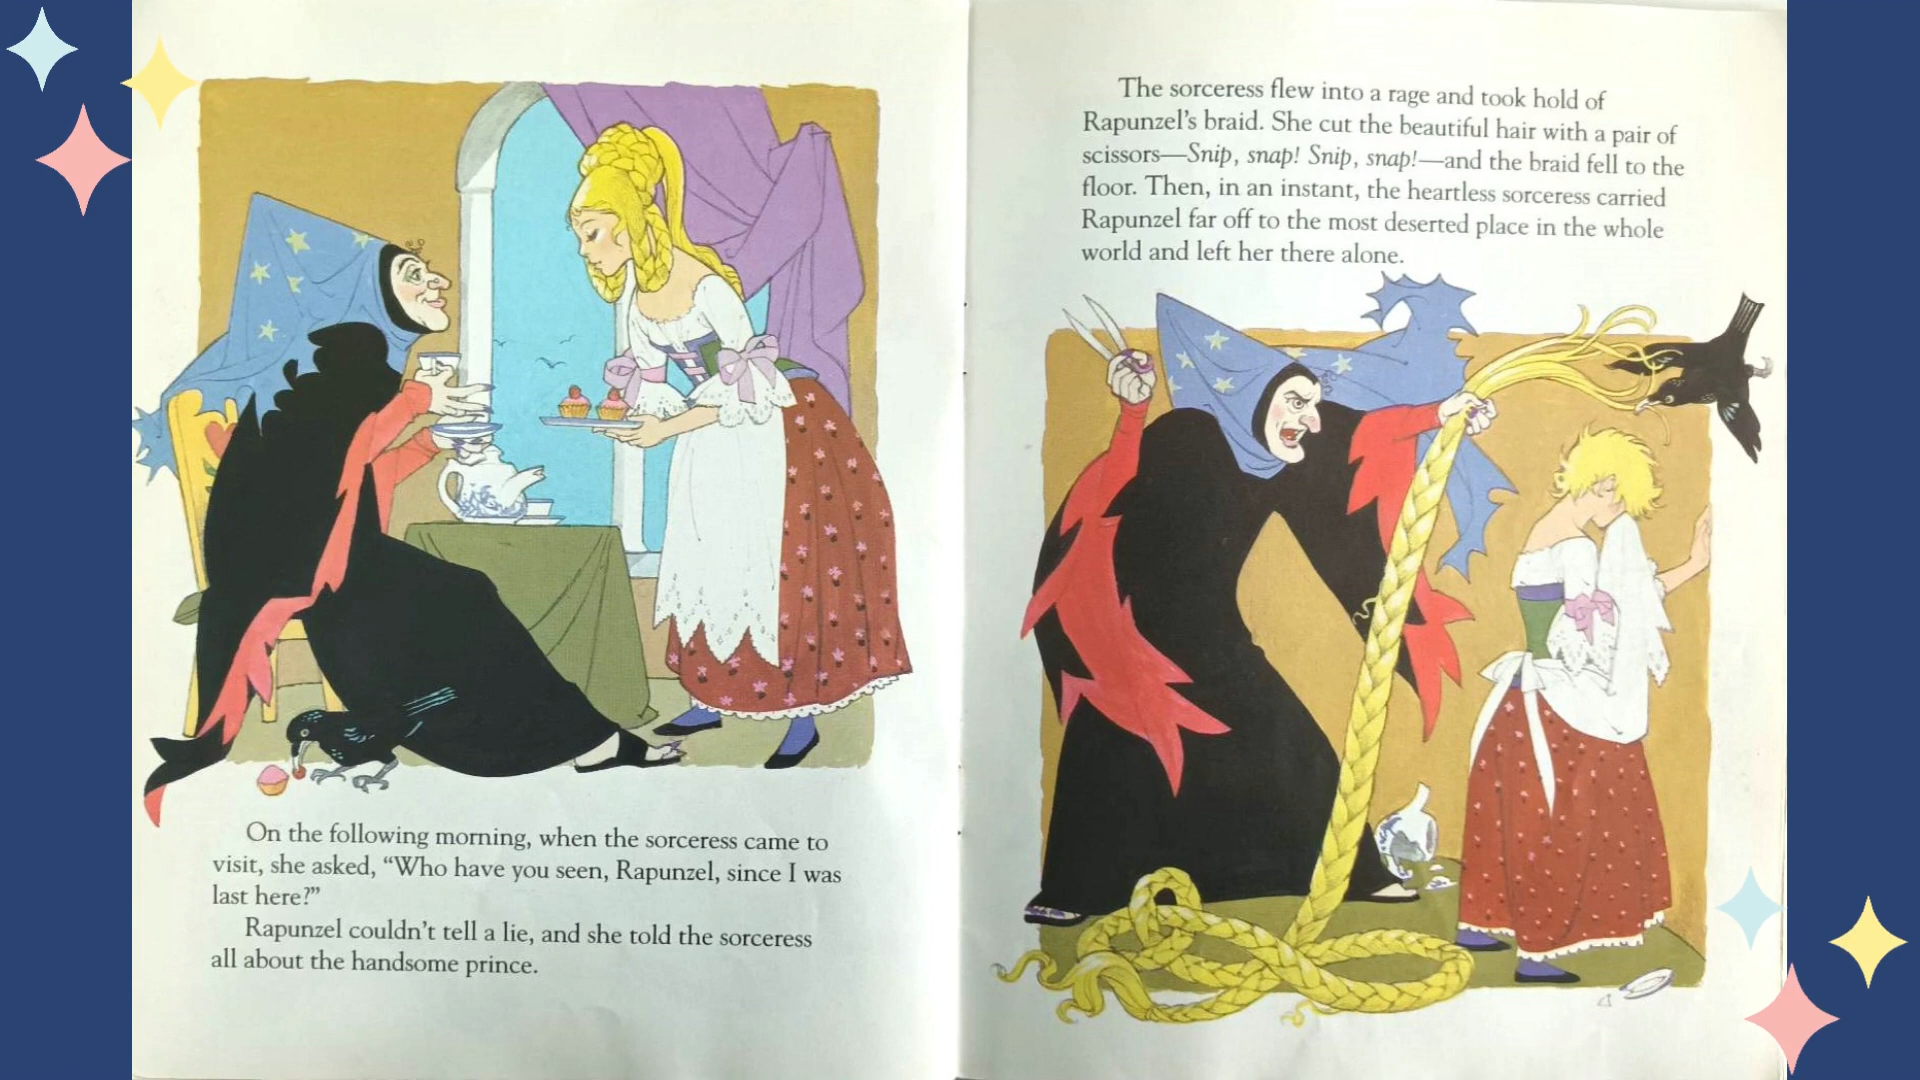 On the following morning, when the sorceress came to
visit, she asked, “Who have you seen, Rapunzel, since I was
last here?”
Rapunzel couldn’t tell a lie, and she told the sorceress
all about the handsome prince.
The sorceress flew into a rage and took hold of
Rapunzel’s braid. She cut the beautiful hair with a pair of
scissors—Snip, snap! Snip, snap!—and the braid fell to the
floor. Then, in an instant, the heartless sorceress carried
Rapunzel far off to the most deserted place in the whole
world and left her there alone.